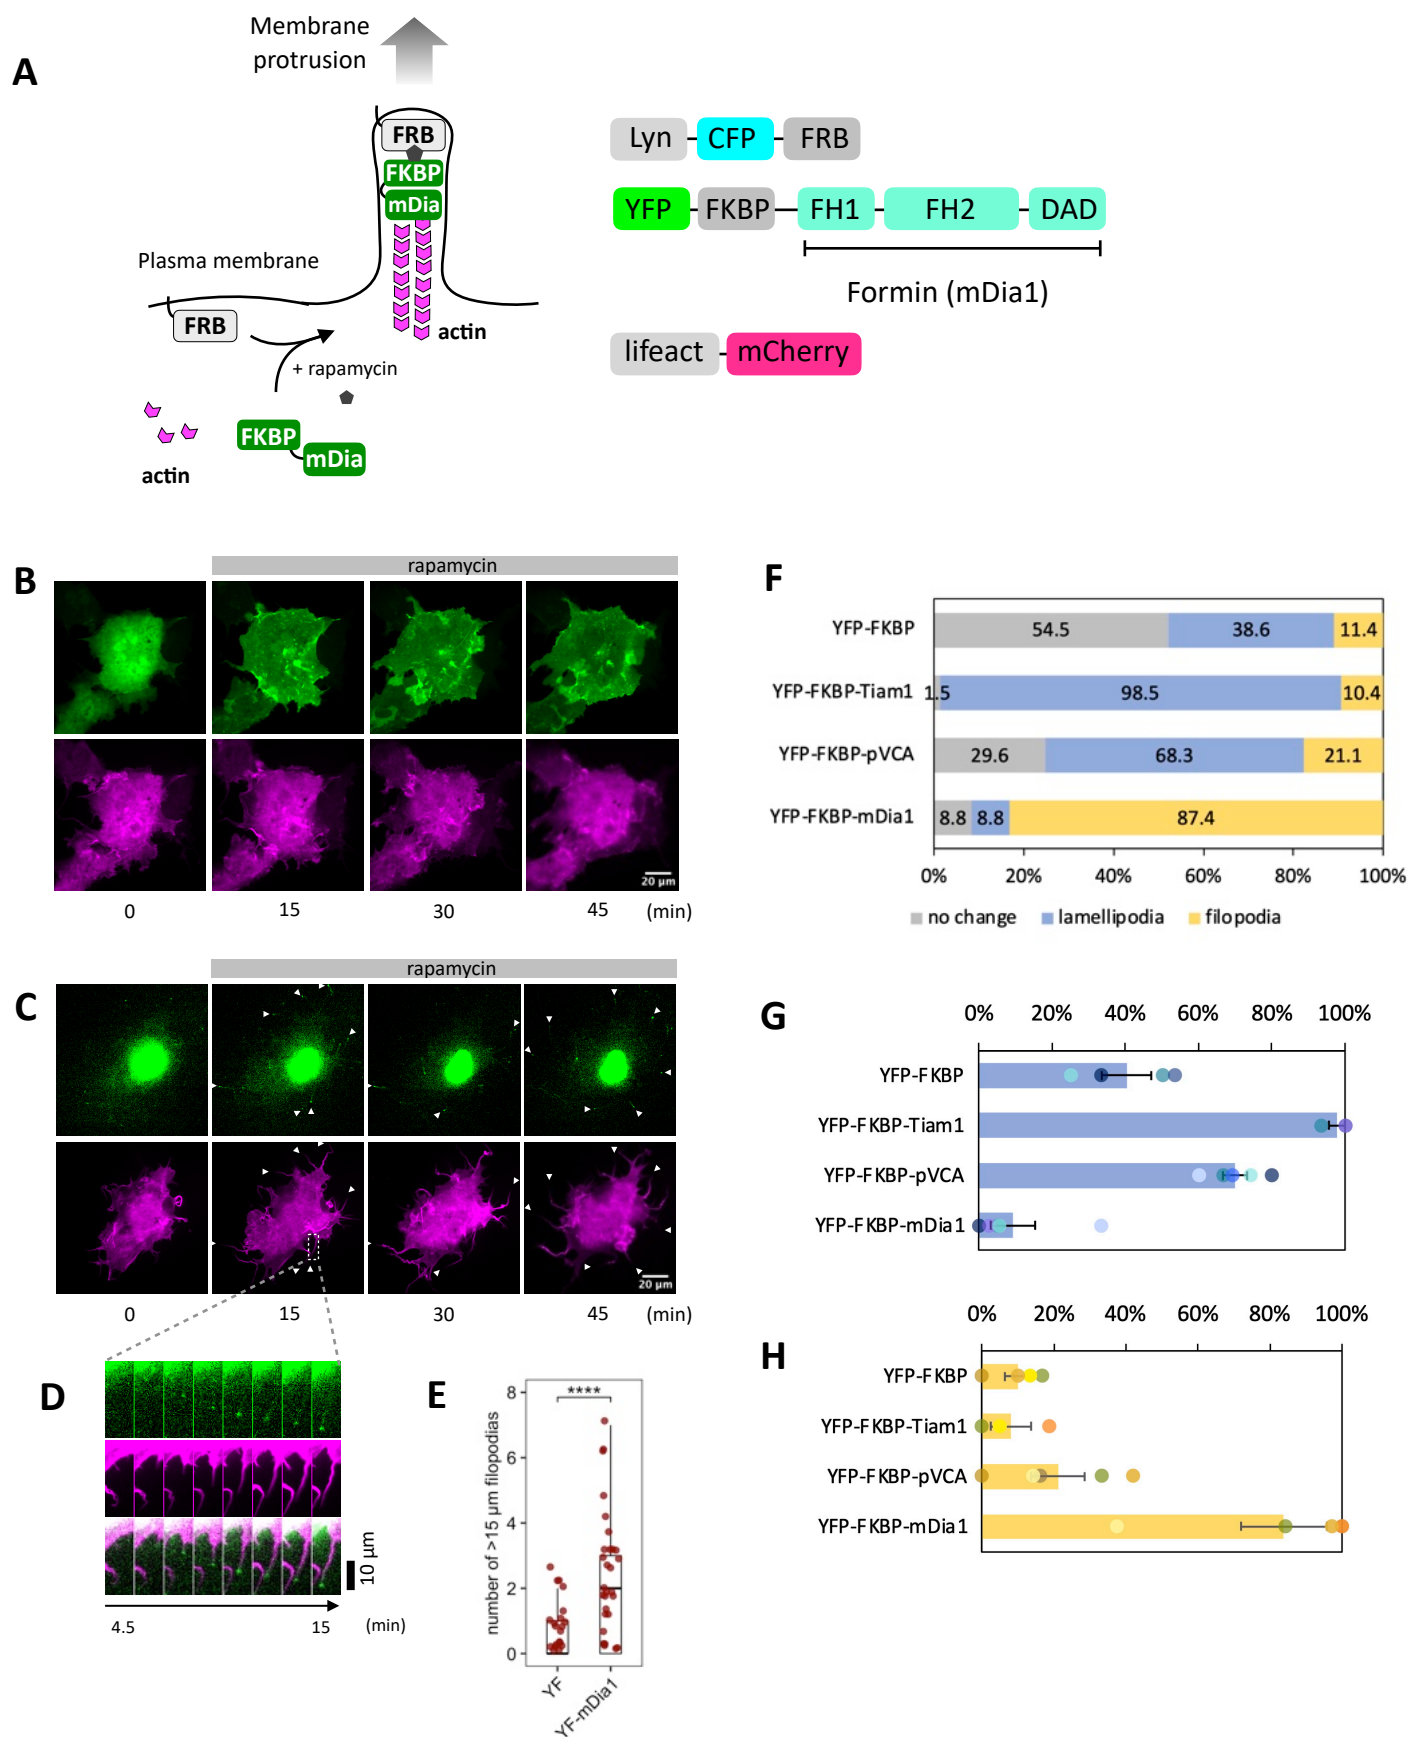 A
Membrane
protrusion
FRB
FKBP
mDia
Plasma membrane
FRB
actin
+ rapamycin
FKBP
mDia
actin
Lyn CFP FRB
YFP FKBP FH1 FH2 DAD
Formin (mDia1)
lifeact mCherry
B
rapamycin
20 µm
0 15 30 45 (min)
C
rapamycin
20 µm
0 15 30 45 (min)
D
10 µm
4.5 15 (min)
E
number of >15 µm filopodias
8
6
4
2
0
****
YF
YF-mDia1
F
YFP-FKBP 54.5 38.6 11.4
YFP-FKBP-Tiam1 1.5 98.5 10.4
YFP-FKBP-pVCA 29.6 68.3 21.1
YFP-FKBP-mDia1 8.8 8.8 87.4
0% 20% 40% 60% 80% 100%
no change lamellipodia filopodia
G
0% 20% 40% 60% 80% 100%
YFP-FKBP
YFP-FKBP-Tiam1
YFP-FKBP-pVCA
YFP-FKBP-mDia1
H
0% 20% 40% 60% 80% 100%
YFP-FKBP
YFP-FKBP-Tiam1
YFP-FKBP-pVCA
YFP-FKBP-mDia1